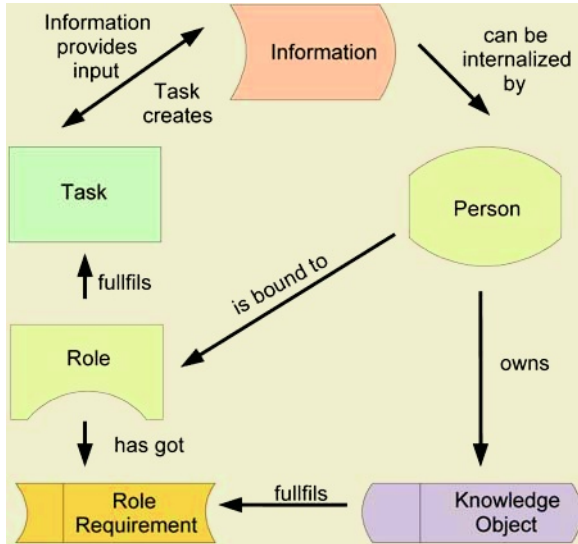 Information
provides
input
Task
creates
Information
can be
internalized
by
Task
Person
fullfils
is bound to
Role
owns
has got
Role
Requirement
fullfils
Knowledge
Object